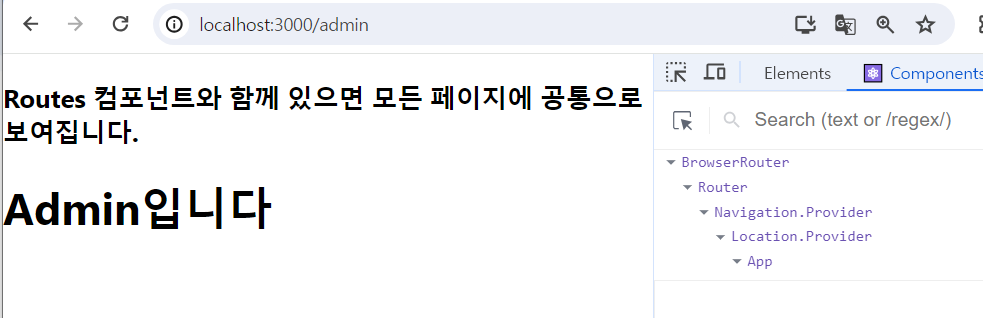 localhost:3000/admin
Elements
Components
Search (text or /regex/)
Routes 컴포넌트와 함께 있으면 모든 페이지에 공통으로
보여집니다.
Admin입니다
BrowserRouter
Router
Navigation.Provider
Location.Provider
App